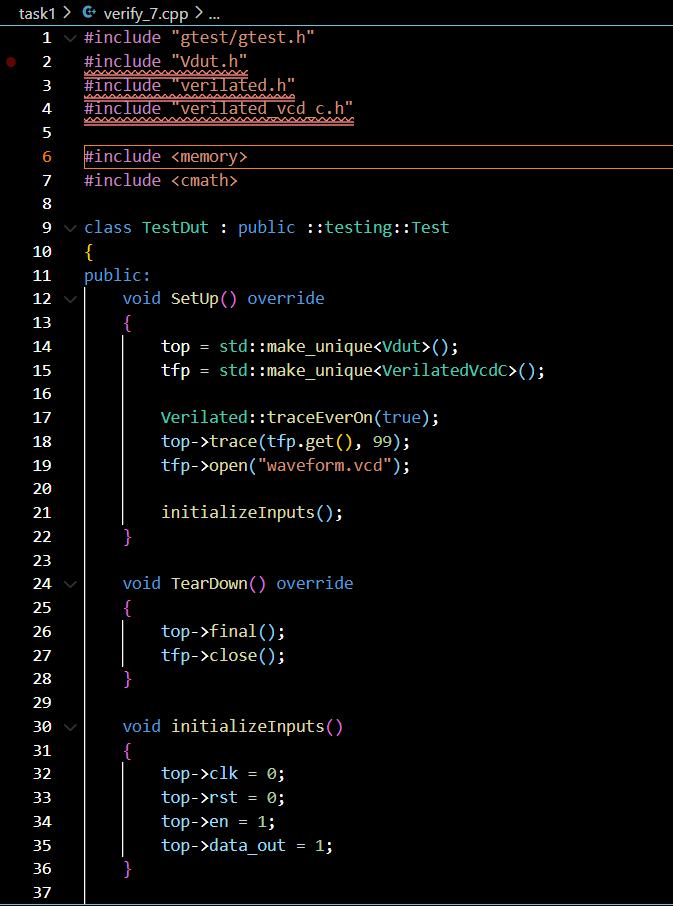 task1 > verify_7.cpp > ...
1 #include "gtest/gtest.h"
2 #include "Vdut.h"
3 #include "verilated.h"
4 #include "verilated_vcd_c.h"
5
6 #include <memory>
7 #include <cmath>
8
9 class TestDut : public ::testing::Test
10 {
11 public:
12     void SetUp() override
13     {
14         top = std::make_unique<Vdut>();
15         tfp = std::make_unique<VerilatedVcdC>();
16
17         Verilated::traceEverOn(true);
18         top->trace(tfp.get(), 99);
19         tfp->open("waveform.vcd");
20
21         initializeInputs();
22     }
23
24     void TearDown() override
25     {
26         top->final();
27         tfp->close();
28     }
29
30     void initializeInputs()
31     {
32         top->clk = 0;
33         top->rst = 0;
34         top->en = 1;
35         top->data_out = 1;
36     }
37